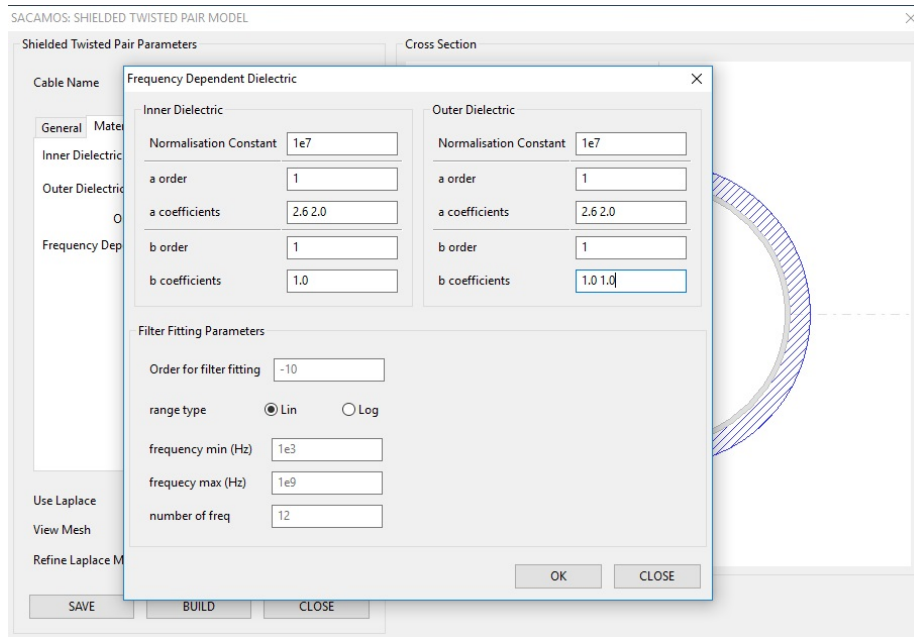 SACAMOS: SHIELDED TWISTED PAIR MODEL
Shielded Twisted Pair Parameters
Cross Section
Cable Name
General Mater
Inner Dielectric
Outer Dielectric
O
Frequency Dep
Use Laplace
View Mesh
Refine Laplace M
SAVE BUILD CLOSE
Frequency Dependent Dielectric
Inner Dielectric
Normalisation Constant 1e7
a order 1
a coefficients 2.6 2.0
b order 1
b coefficients 1.0
Outer Dielectric
Normalisation Constant 1e7
a order 1
a coefficients 2.6 2.0
b order 1
b coefficients 1.0 1.0
Filter Fitting Parameters
Order for filter fitting -10
range type Lin Log
frequency min (Hz) 1e3
frequecy max (Hz) 1e9
number of freq 12
OK CLOSE